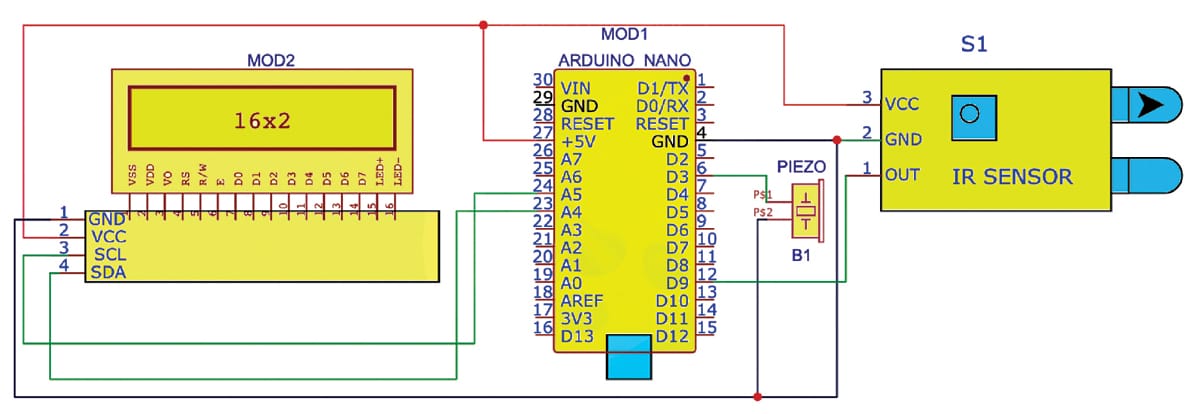 MOD2
16x2
VSS VDD VO RS R/W E D0 D1 D2 D3 D4 D5 D6 D7 LED+ LED-
1 2 3 4 5 6 7 8 9 10 11 12 13 14 15 16
1 GND
2 VCC
3 SCL
4 SDA
MOD1
ARDUINO NANO
30 VIN D1/TX 1
29 GND D0/RX 2
28 RESET RESET 3
27 +5V GND 4
26 A7 D2 5
25 A6 D3 6
24 A5 D4 7
23 A4 D5 8
22 A3 D6 9
21 A2 D7 10
20 A1 D8 11
19 A0 D9 12
18 AREF D10 13
17 3V3 D11 14
16 D13 D12 15
PIEZO
P$1
P$2
B1
S1
3 VCC
2 GND
1 OUT
IR SENSOR